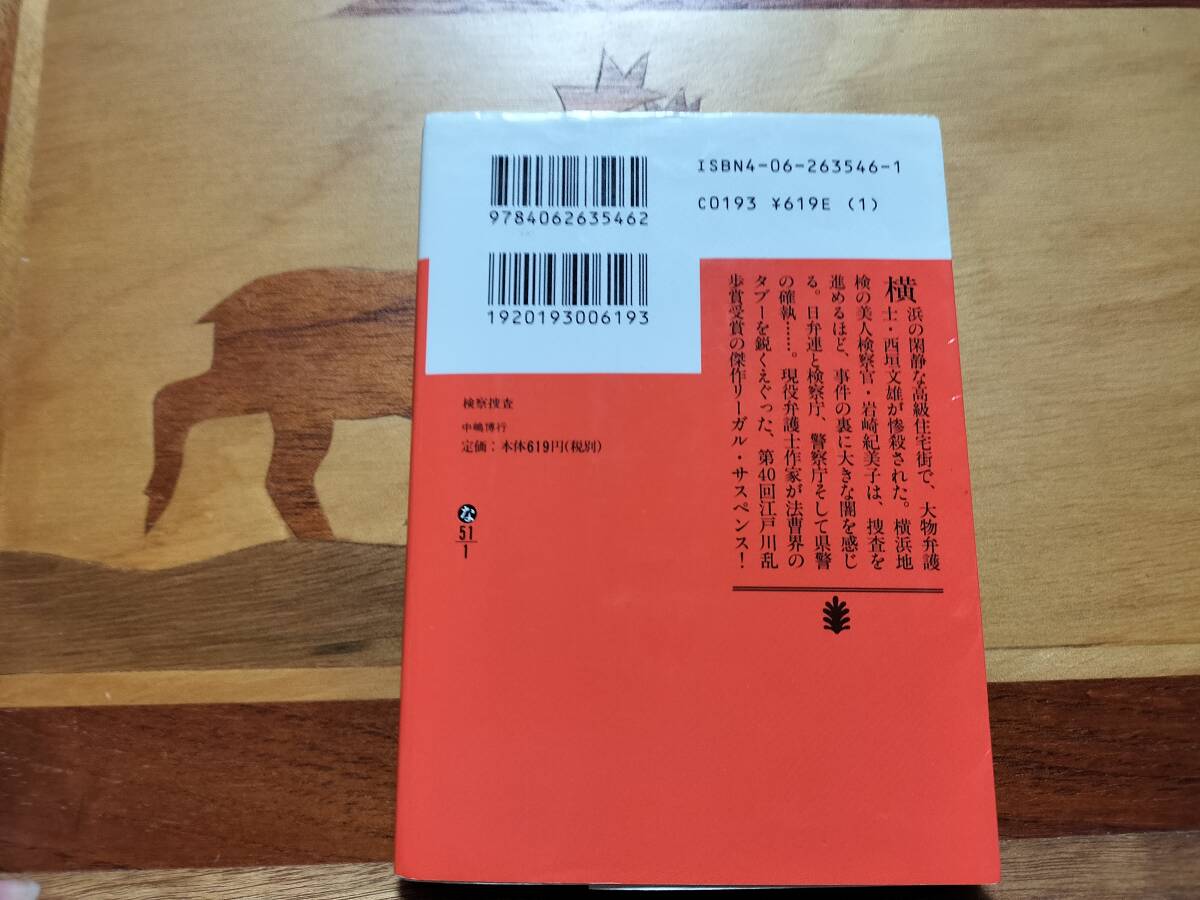 ISBN4-06-263546-1
C0193 ¥619E (1)
9784062635462
1920193006193
横浜の閑静な高級住宅街で、大物弁護
士・西垣文雄が惨殺された。横浜地
検の美人検察官・岩崎紀美子は、捜査を
進めるほど、事件の裏に大きな闇を感じ
る。日弁連と検察庁、警察庁そして県警
の確執……。現役弁護士作家が法曹界の
タブーを鋭くえぐった、第40回江戸川乱
歩賞受賞の傑作リーガル・サスペンス！
検察捜査
中嶋博行
定価：本体619円(税別)
な
51
1